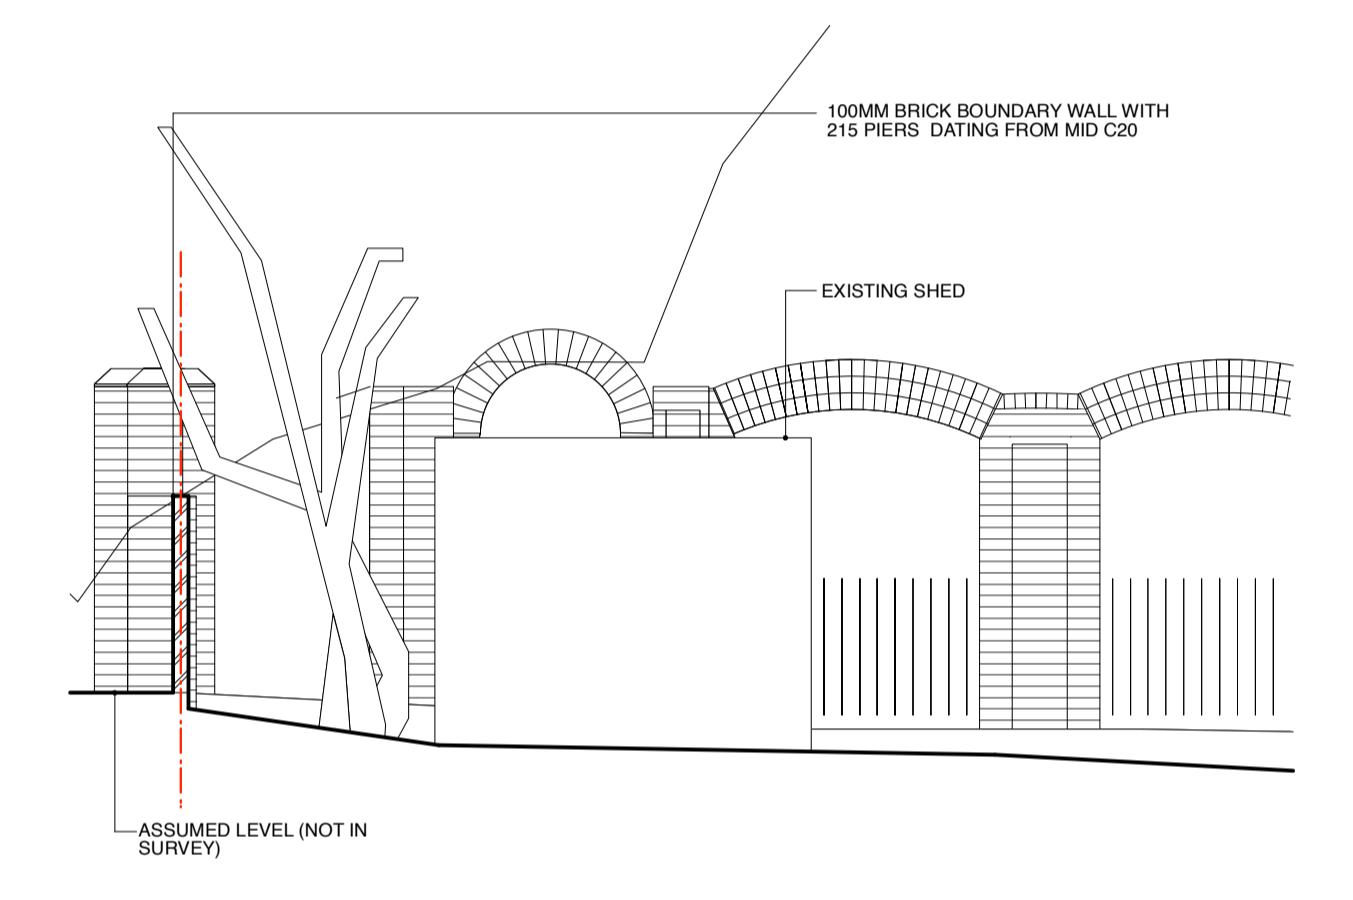 100MM BRICK BOUNDARY WALL WITH
215 PIERS  DATING FROM MID C20
EXISTING SHED
ASSUMED LEVEL (NOT IN
SURVEY)